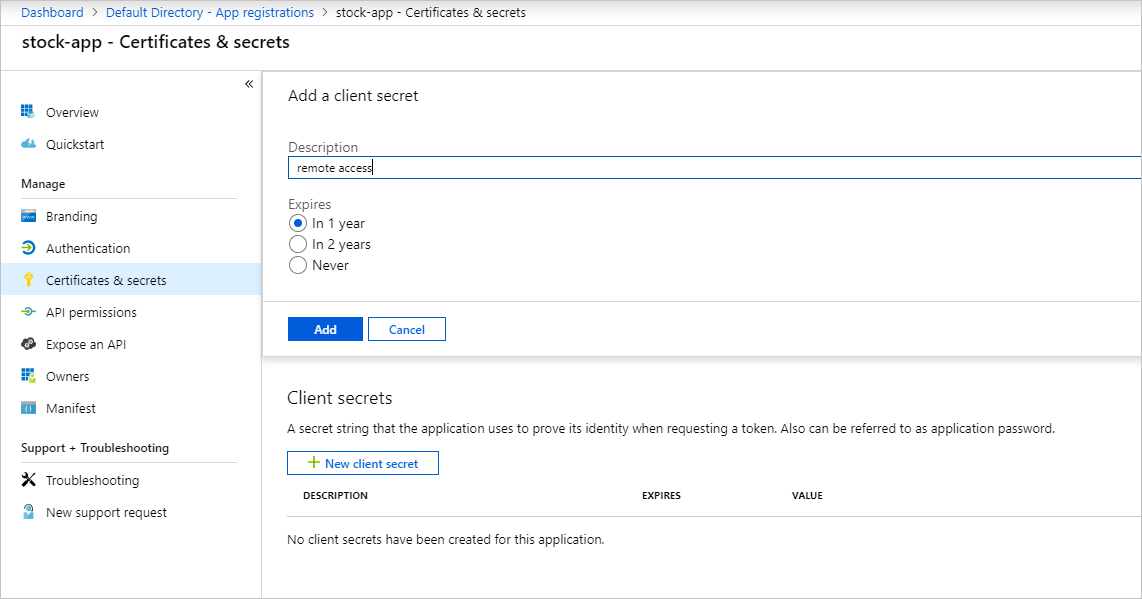 Dashboard > Default Directory - App registrations > stock-app - Certificates & secrets
stock-app - Certificates & secrets
«
Overview
Quickstart
Manage
Branding
Authentication
Certificates & secrets
API permissions
Expose an API
Owners
Manifest
Support + Troubleshooting
Troubleshooting
New support request
Add a client secret
Description
remote access
Expires
In 1 year
In 2 years
Never
Add Cancel
Client secrets
A secret string that the application uses to prove its identity when requesting a token. Also can be referred to as application password.
+ New client secret
DESCRIPTION EXPIRES VALUE
No client secrets have been created for this application.